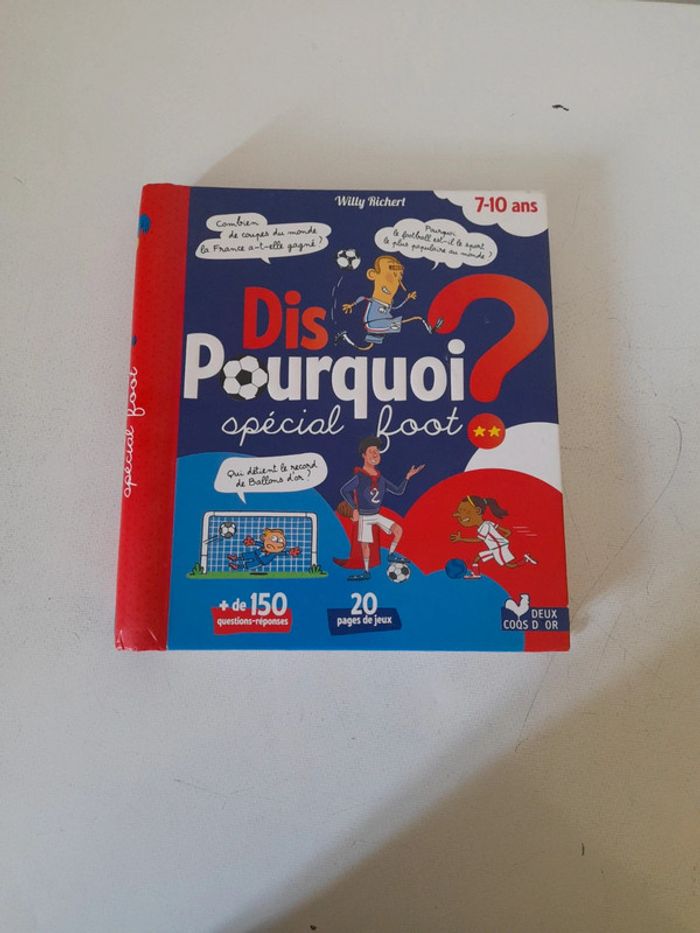 Willy Richert
7-10 ans
Combien
de coupes du monde
la France a-t-elle gagné ?
Pourquoi
le football est-il le sport
le plus populaire au monde ?
Dis
Pourquoi ?
spécial foot
Qui détient le record
de Ballons d'or ?
2
+ de 150
questions-réponses
20
pages de jeux
DEUX
COQS D'OR
spécial foot